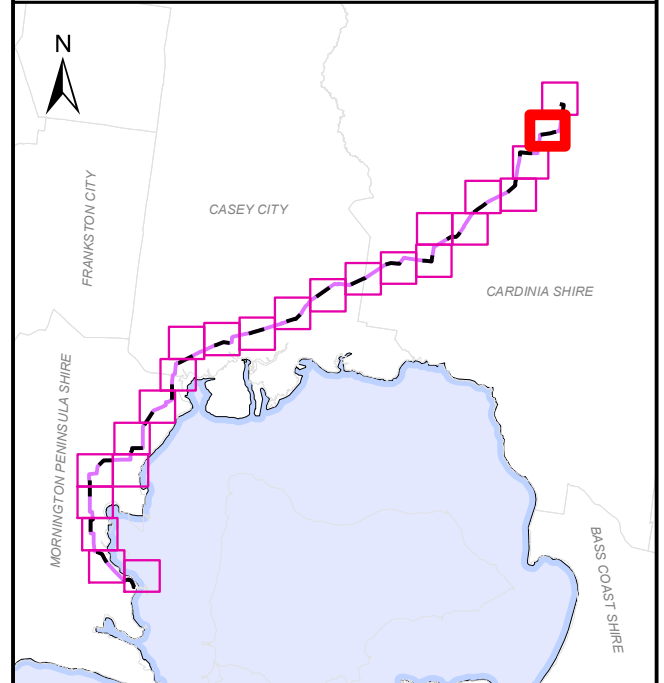 N
FRANKSTON CITY
CASEY CITY
CARDINIA SHIRE
MORNINGTON PENINSULA SHIRE
BASS COAST SHIRE